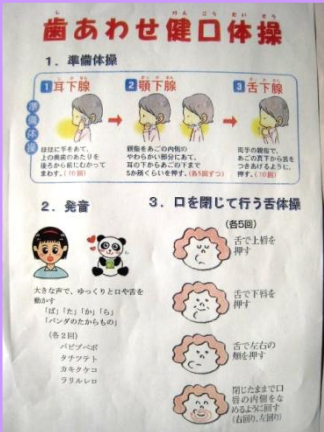 し けんこうたいそう
歯あわせ健口体操
1．準備体操
準備体操
1 耳下腺
頬に手をあて、
上の奥歯のあたりを
後ろから前にむかって
まわす。(10回)
2 顎下腺
親指をあごの内側の
やわらかい部分にあて、
耳の下からあごの下まで
5か所くらいを押す。(各5回ずつ)
3 舌下腺
両手の親指で、
あごの真下から舌を
つきあげるように、
押す。(10回)
2．発音
大きな声で、ゆっくりと口や舌を
動かす
「ぱ」「た」「か」「ら」
「パンダのたからもの」
(各2回)
パピプペポ
タチツテト
カキクケコ
ラリルレロ
3．口を閉じて行う舌体操
(各5回)
舌で上唇を
押す
舌で下唇を
押す
舌で左右の
頬を押す
閉じたままで口
唇の内側をな
めるように回す
(右回り,左回り)